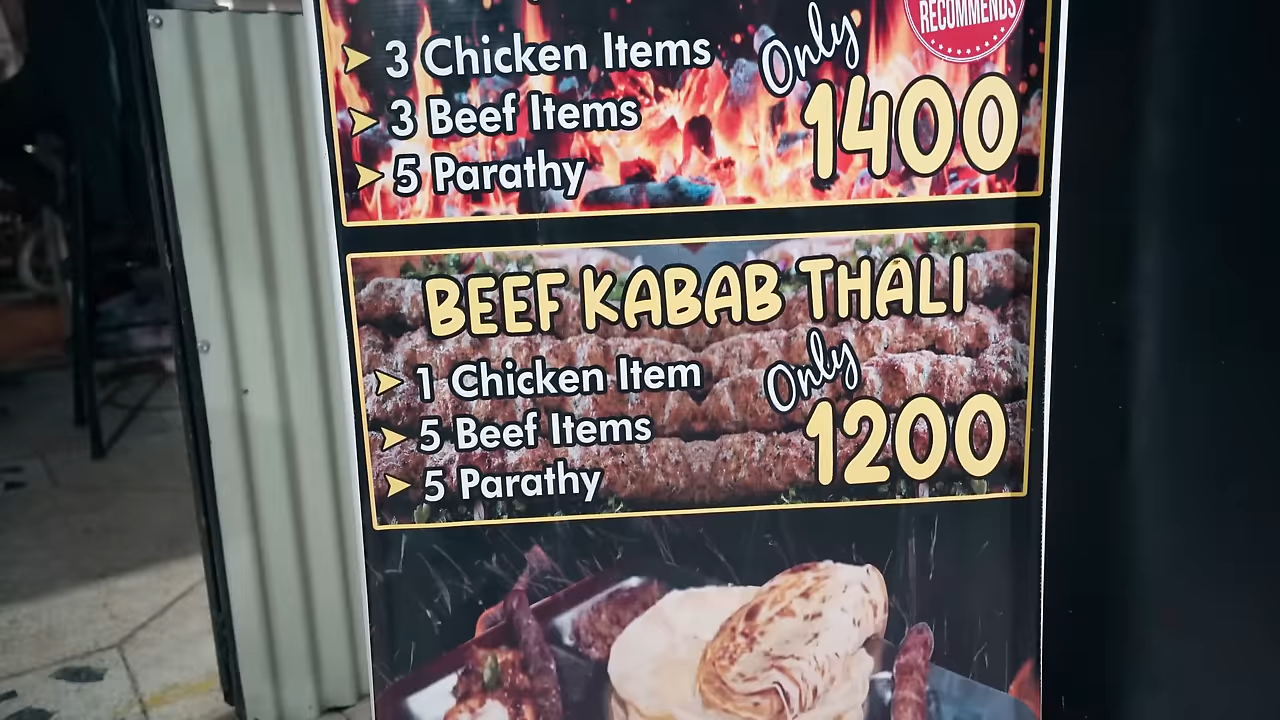 RECOMMENDS
3 Chicken Items
3 Beef Items
5 Parathy
Only
1400
BEEF KABAB THALI
1 Chicken Item
5 Beef Items
5 Parathy
Only
1200